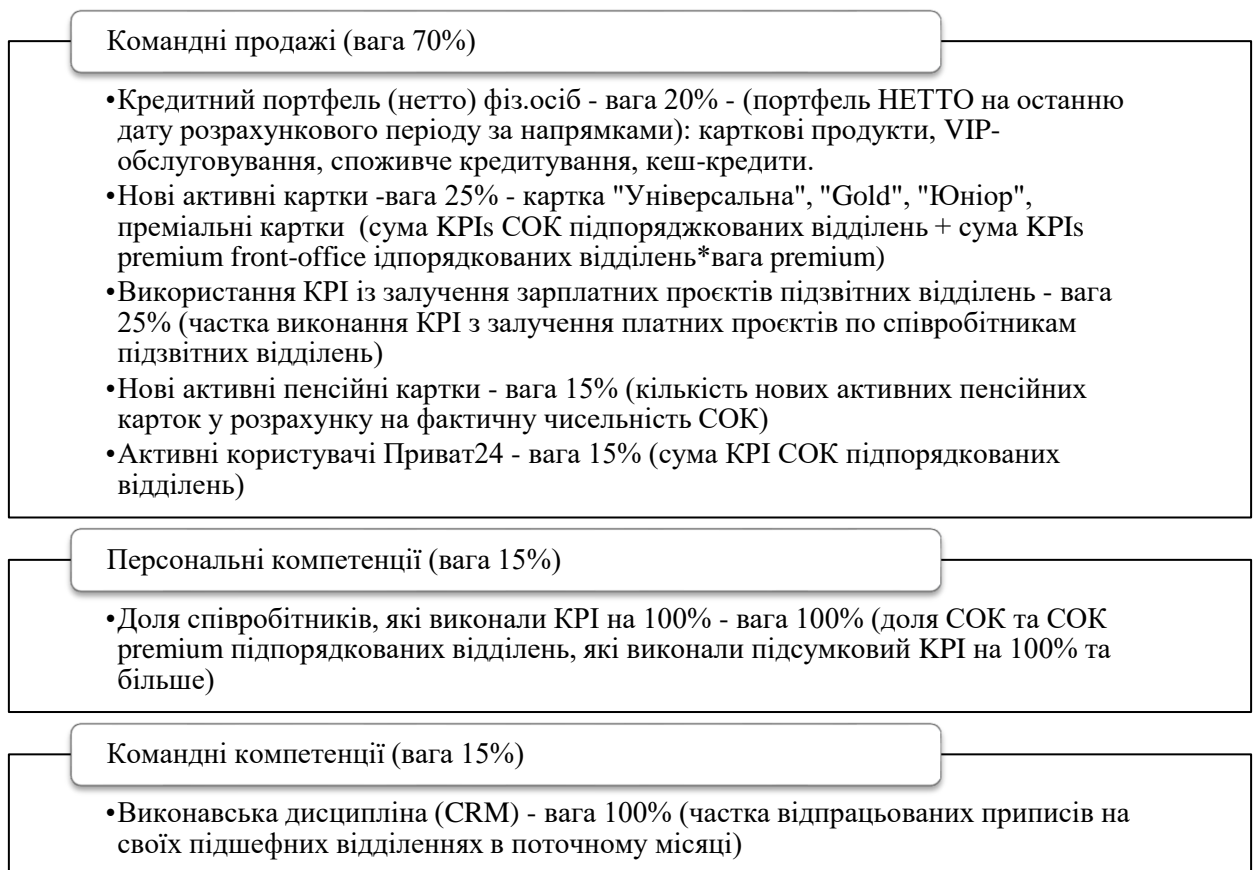 Командні продажі (вага 70%)
•Кредитний портфель (нетто) фіз.осіб - вага 20% - (портфель НЕТТО на останню
дату розрахункового періоду за напрямками): карткові продукти, VIP-
обслуговування, споживче кредитування, кеш-кредити.
•Нові активні картки -вага 25% - картка "Універсальна", "Gold", "Юніор",
преміальні картки (сума KPIs СОК підпоряджкованих відділень + сума KPIs
premium front-office ідпорядкованих відділень*вага premium)
•Використання КРІ із залучення зарплатних проєктів підзвітних відділень - вага
25% (частка виконання КРІ з залучення платних проєктів по співробітникам
підзвітних відділень)
•Нові активні пенсійні картки - вага 15% (кількість нових активних пенсійних
карток у розрахунку на фактичну чисельність СОК)
•Активні користувачі Приват24 - вага 15% (сума КРІ СОК підпорядкованих
відділень)
Персональні компетенції (вага 15%)
•Доля співробітників, які виконали КРІ на 100% - вага 100% (доля СОК та СОК
premium підпорядкованих відділень, які виконали підсумковий KPI на 100% та
більше)
Командні компетенції (вага 15%)
•Виконавська дисципліна (CRM) - вага 100% (частка відпрацьованих приписів на
своїх підшефних відділеннях в поточному місяці)